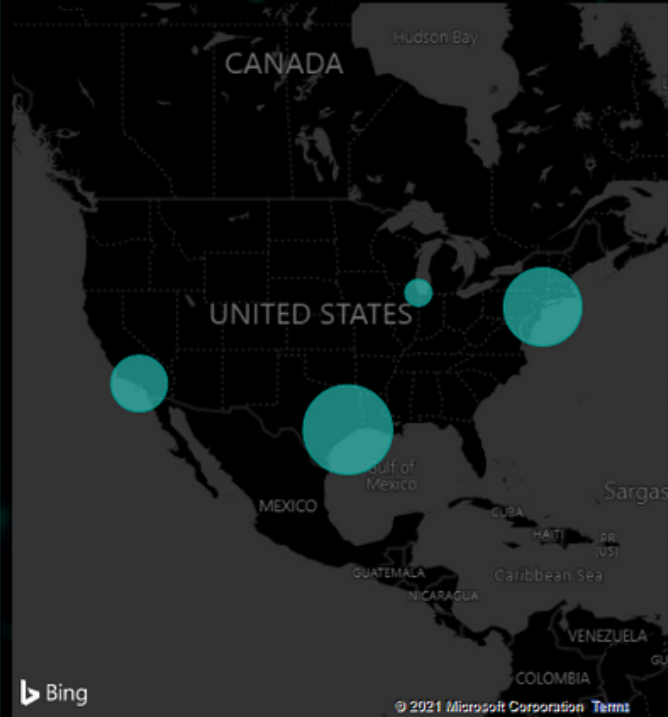 Hudson Bay
CANADA
UNITED STATES
Gulf of
Mexico
MEXICO
Sargas
CUBA
HAITI
PR
(US)
GUATEMALA
Caribbean Sea
NICARAGUA
VENEZUELA
GU
COLOMBIA
Bing
© 2021 Microsoft Corporation Terms